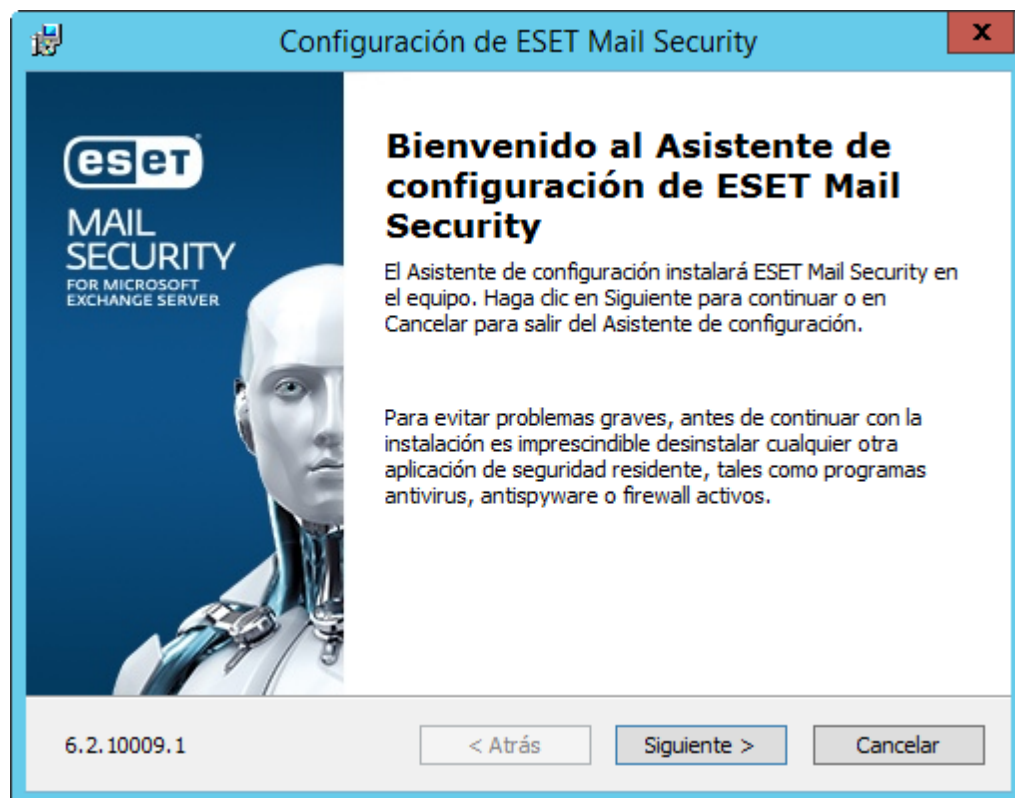 Configuración de ESET Mail Security
x
eset
MAIL
SECURITY
FOR MICROSOFT
EXCHANGE SERVER
Bienvenido al Asistente de
configuración de ESET Mail
Security
El Asistente de configuración instalará ESET Mail Security en
el equipo. Haga clic en Siguiente para continuar o en
Cancelar para salir del Asistente de configuración.
Para evitar problemas graves, antes de continuar con la
instalación es imprescindible desinstalar cualquier otra
aplicación de seguridad residente, tales como programas
antivirus, antispyware o firewall activos.
6.2.10009.1
< Atrás
Siguiente >
Cancelar